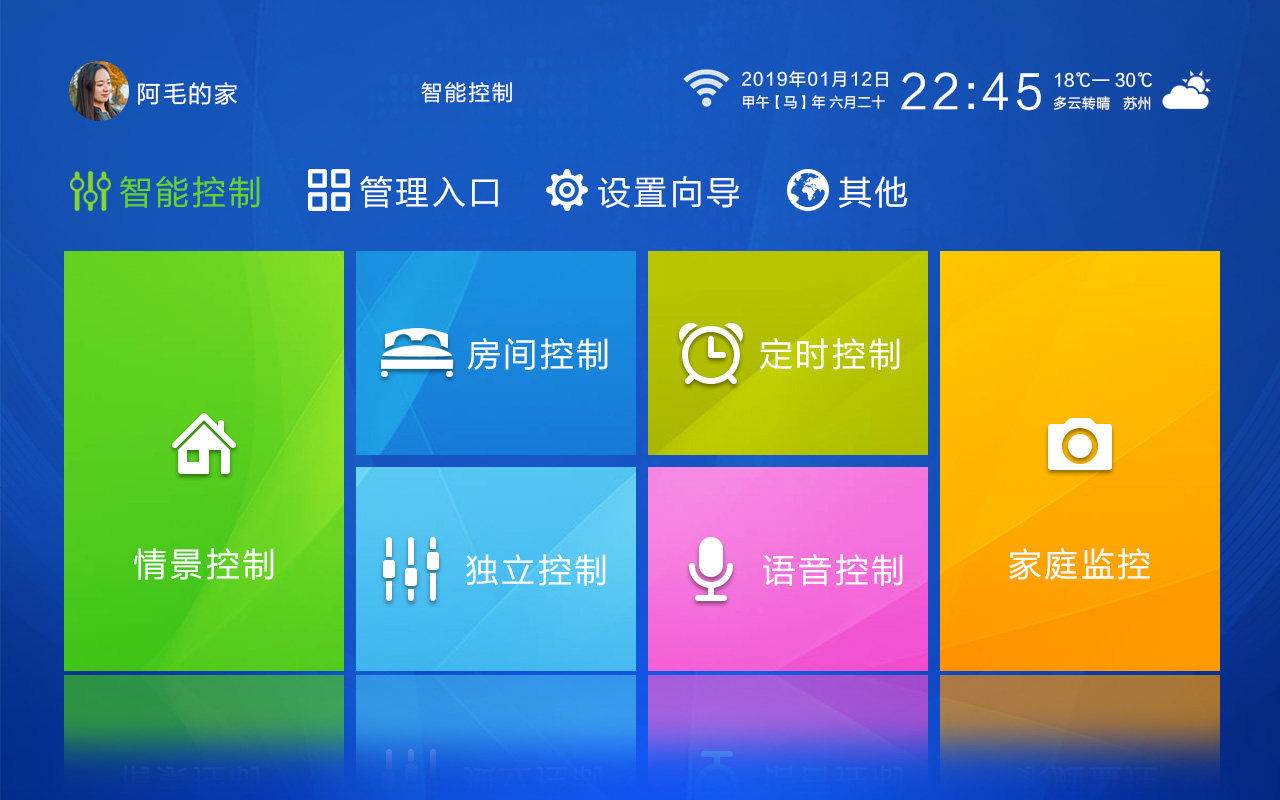 阿毛的家
智能控制
2019年01月12日
甲午【马】年 六月二十
22:45
18℃— 30℃
多云转晴 苏州
智能控制
管理入口
设置向导
其他
情景控制
房间控制
定时控制
独立控制
语音控制
家庭监控